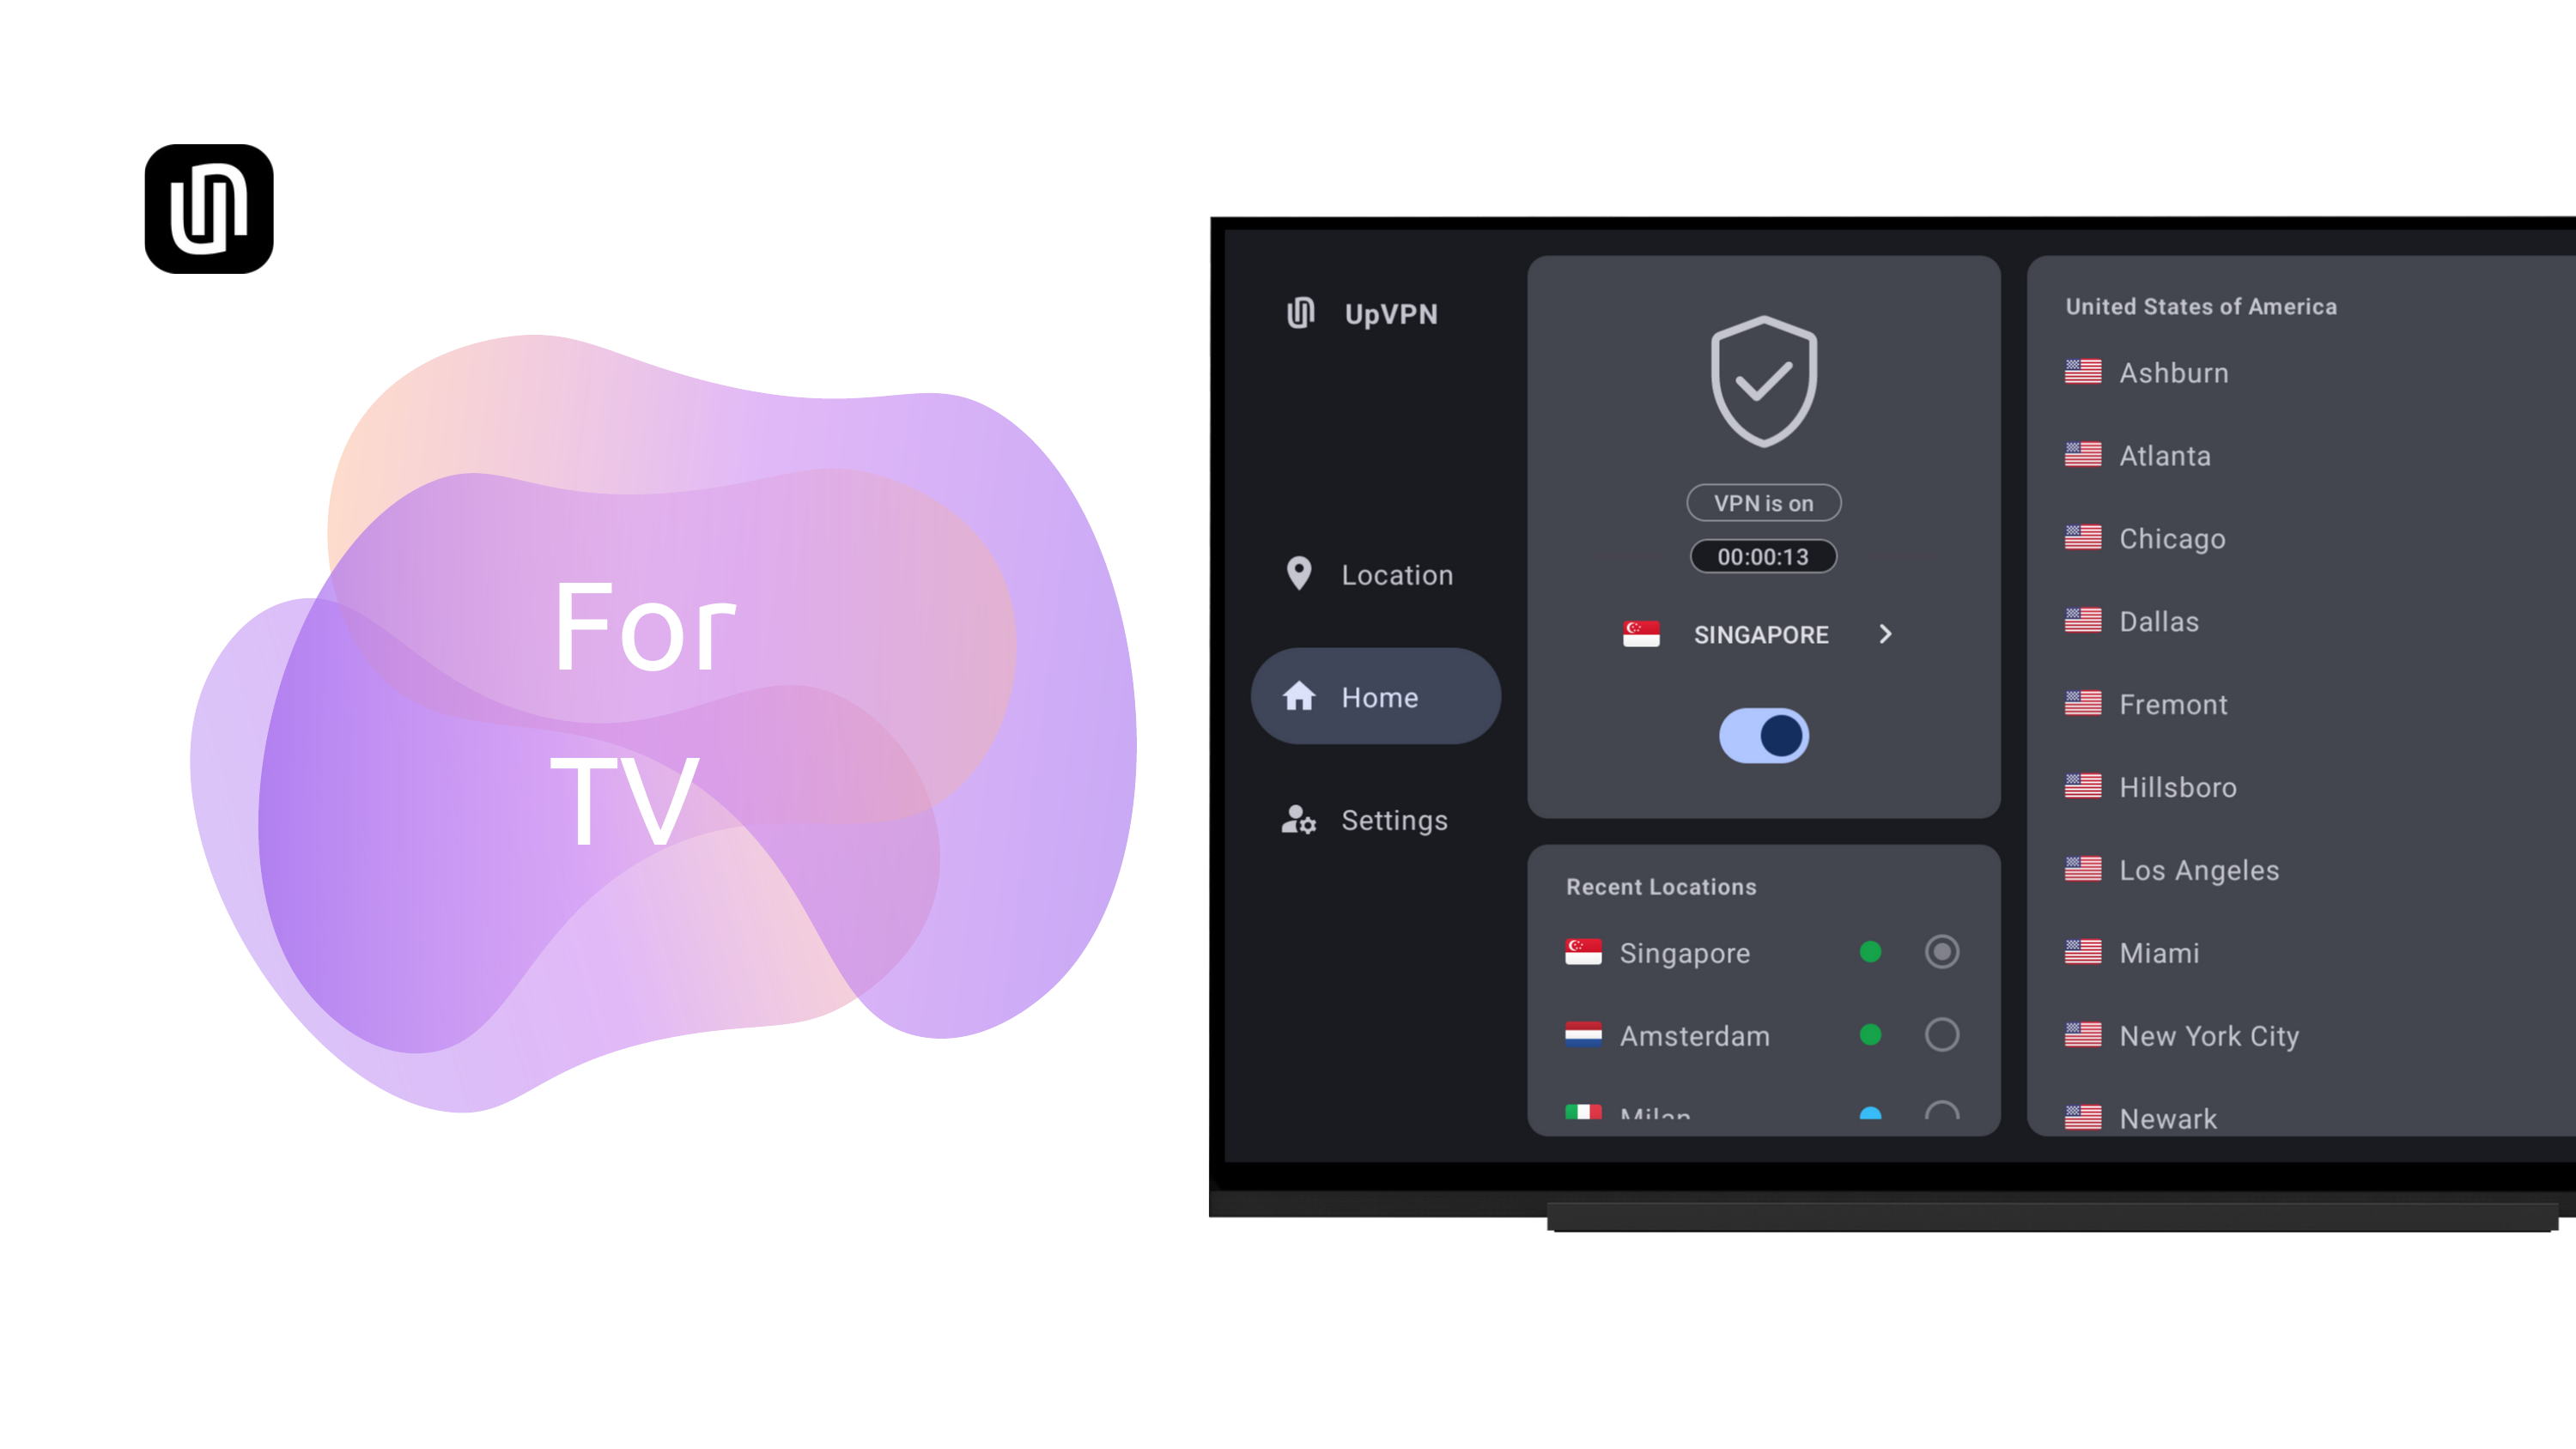 For
TV
UpVPN
Location
Home
Settings
VPN is on
00:00:13
SINGAPORE
Recent Locations
Singapore
Amsterdam
Milan
United States of America
Ashburn
Atlanta
Chicago
Dallas
Fremont
Hillsboro
Los Angeles
Miami
New York City
Newark